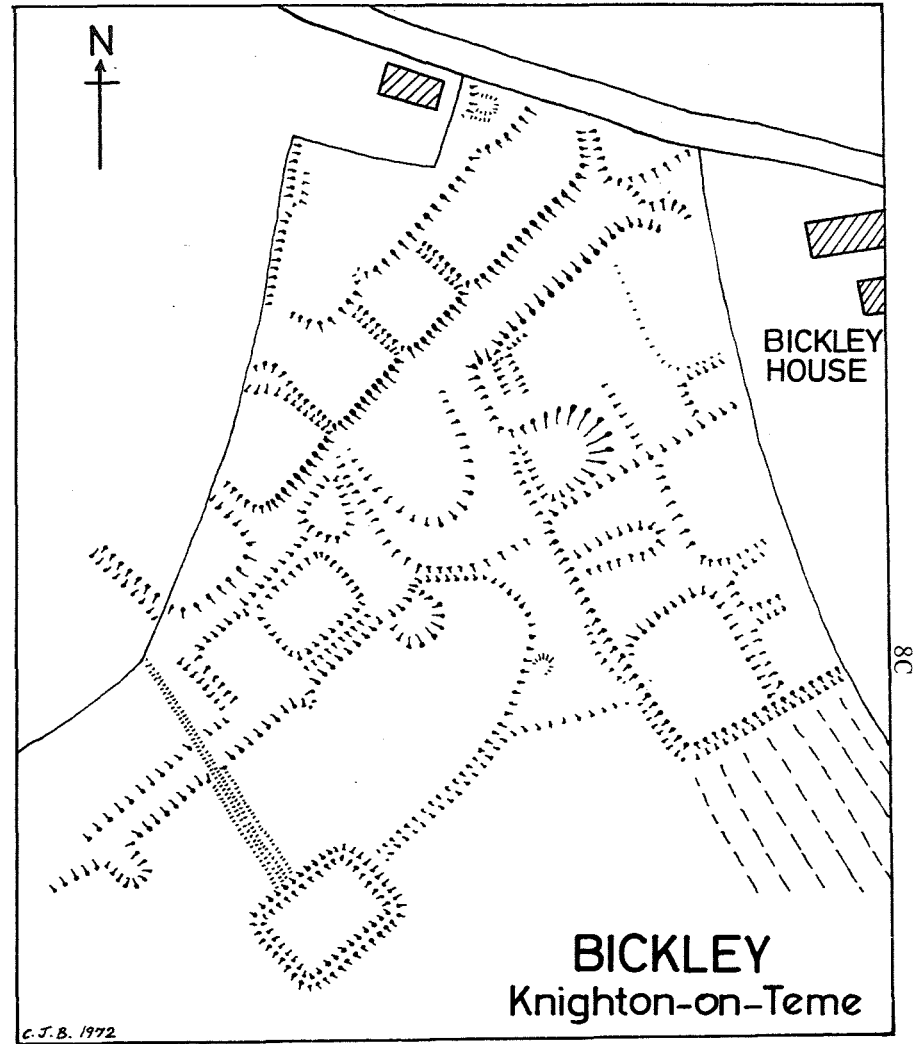 N
BICKLEY
HOUSE
8C
BICKLEY
Knighton-on-Teme
C.J.B. 1972